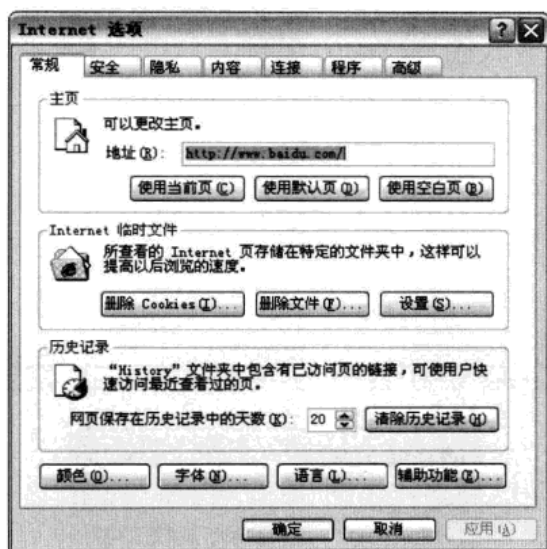 Internet 选项
常规 安全 隐私 内容 连接 程序 高级
主页
可以更改主页。
地址(R): http://www.baidu.com/
使用当前页(C) 使用默认页(D) 使用空白页(B)
Internet 临时文件
所查看的 Internet 页存储在特定的文件夹中，这样可以
提高以后浏览的速度。
删除 Cookies(I)... 删除文件(F)... 设置(S)...
历史记录
“History”文件夹中包含有已访问页的链接，可使用户快
速访问最近查看过的页。
网页保存在历史记录中的天数(K): 20 清除历史记录(H)
颜色(O)... 字体(N)... 语言(L)... 辅助功能(E)...
确定 取消 应用(A)